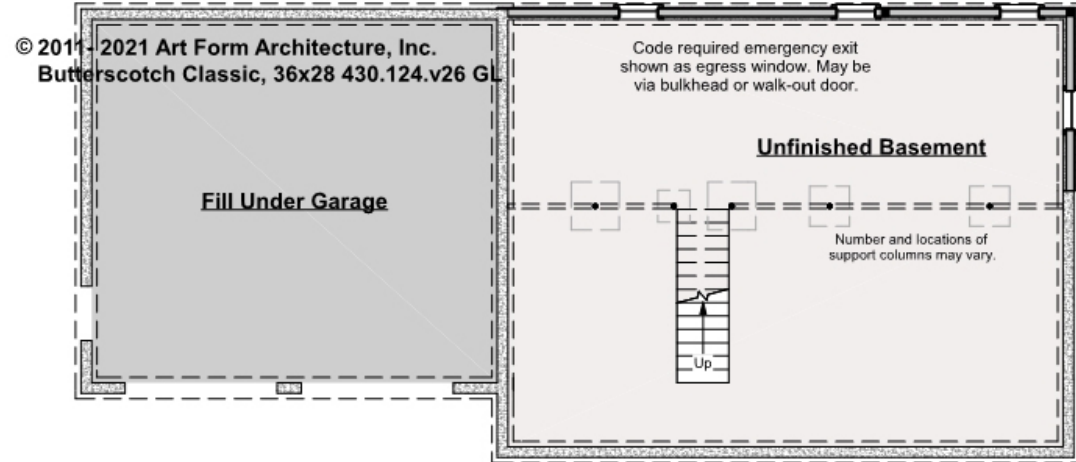 © 2011- 2021 Art Form Architecture, Inc.
Butterscotch Classic, 36x28 430.124.v26 GL
Code required emergency exit
shown as egress window. May be
via bulkhead or walk-out door.
Unfinished Basement
Fill Under Garage
Number and locations of
support columns may vary.
Up